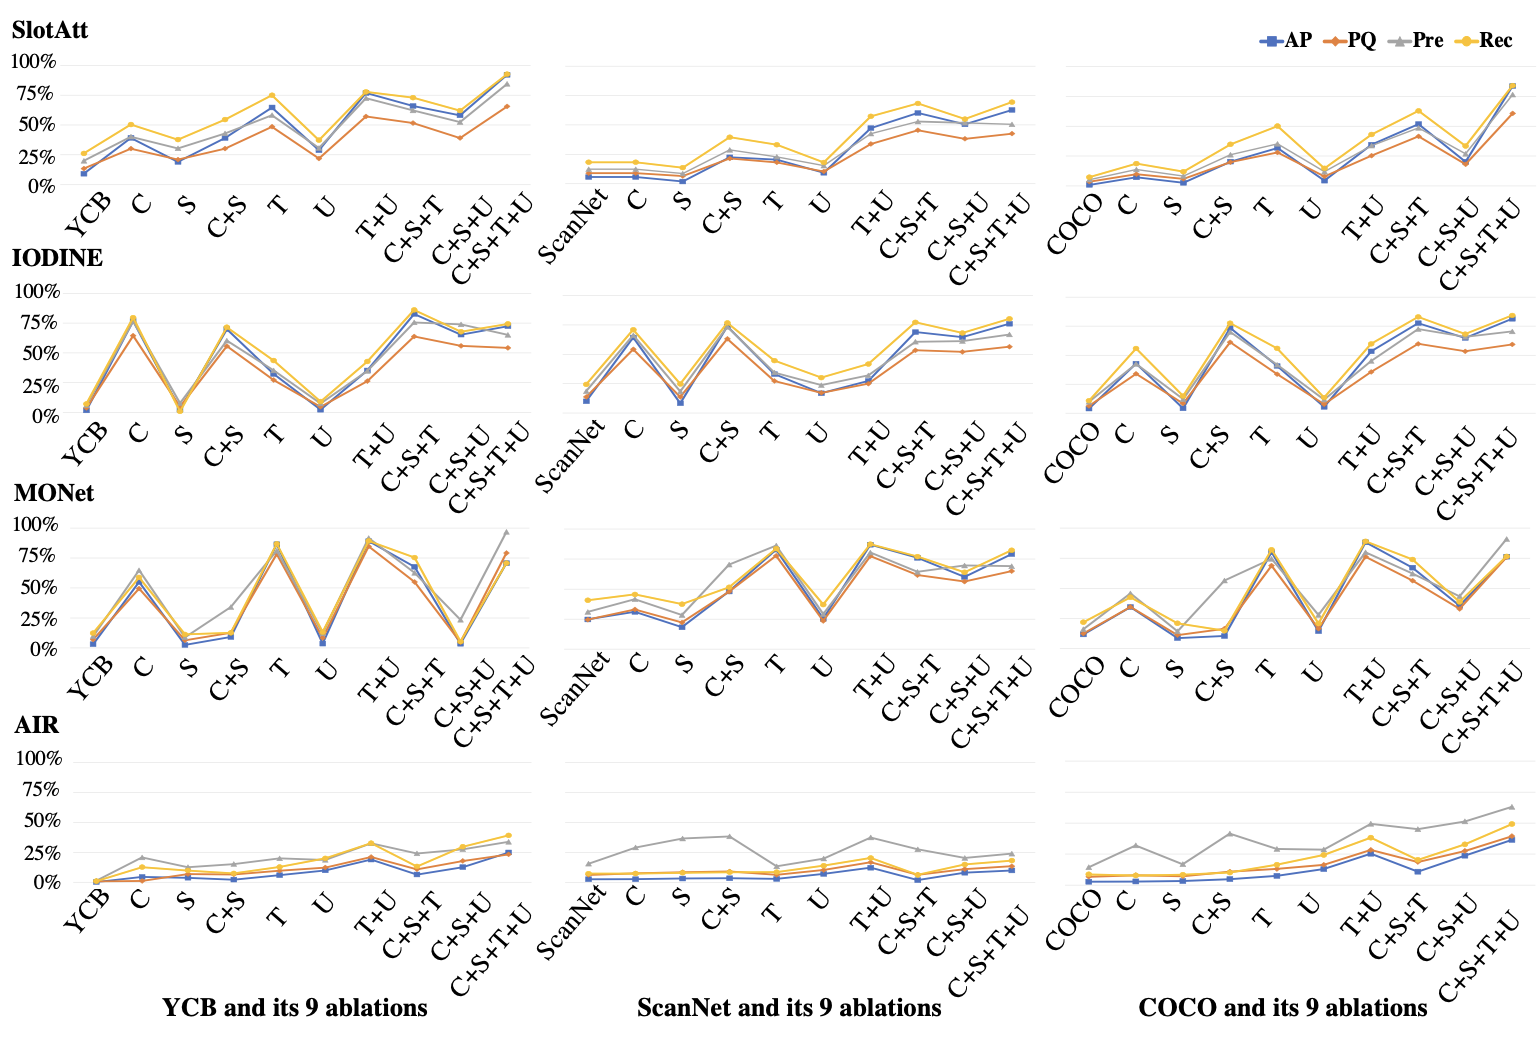 SlotAtt
AP PQ Pre Rec
100%
75%
50%
25%
0%
YCB C S C+S T U T+U C+S+T C+S+U C+S+T+U
ScanNet C S C+S T U T+U C+S+T C+S+U C+S+T+U
COCO C S C+S T U T+U C+S+T C+S+U C+S+T+U
IODINE
100%
75%
50%
25%
0%
YCB C S C+S T U T+U C+S+T C+S+U C+S+T+U
ScanNet C S C+S T U T+U C+S+T C+S+U C+S+T+U
COCO C S C+S T U T+U C+S+T C+S+U C+S+T+U
MONet
100%
75%
50%
25%
0%
YCB C S C+S T U T+U C+S+T C+S+U C+S+T+U
ScanNet C S C+S T U T+U C+S+T C+S+U C+S+T+U
COCO C S C+S T U T+U C+S+T C+S+U C+S+T+U
AIR
100%
75%
50%
25%
0%
YCB C S C+S T U T+U C+S+T C+S+U C+S+T+U
ScanNet C S C+S T U T+U C+S+T C+S+U C+S+T+U
COCO C S C+S T U T+U C+S+T C+S+U C+S+T+U
YCB and its 9 ablations
ScanNet and its 9 ablations
COCO and its 9 ablations